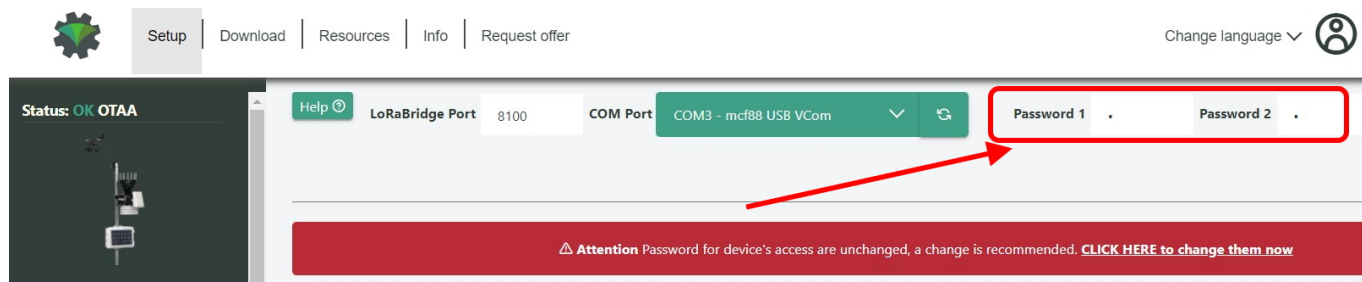 Setup Download Resources Info Request offer Change language
Status: OK OTAA
Help LoRaBridge Port 8100 COM Port COM3 - mcf88 USB VCom Password 1 . Password 2 .
Attention Password for device's access are unchanged, a change is recommended. CLICK HERE to change them now